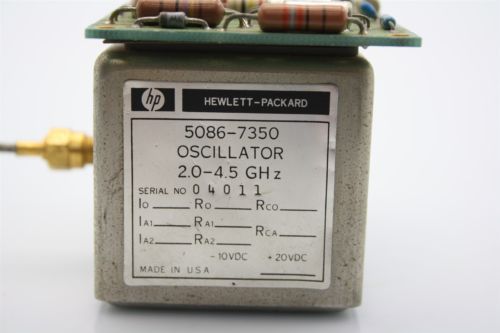 hp HEWLETT-PACKARD
5086-7350
OSCILLATOR
2.0-4.5 GHz
SERIAL NO 04011
IO RO RCO
IA1 RA1 RCA
IA2 RA2
-10VDC +20VDC
MADE IN USA